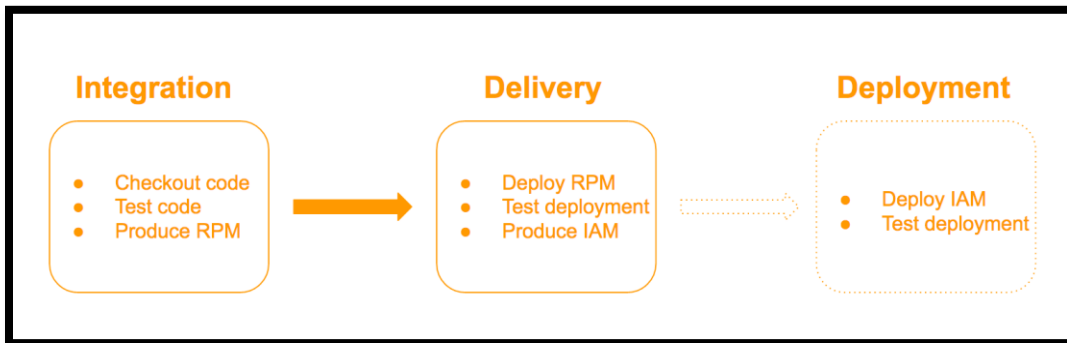 Integration
● Checkout code
● Test code
● Produce RPM
Delivery
● Deploy RPM
● Test deployment
● Produce IAM
Deployment
● Deploy IAM
● Test deployment